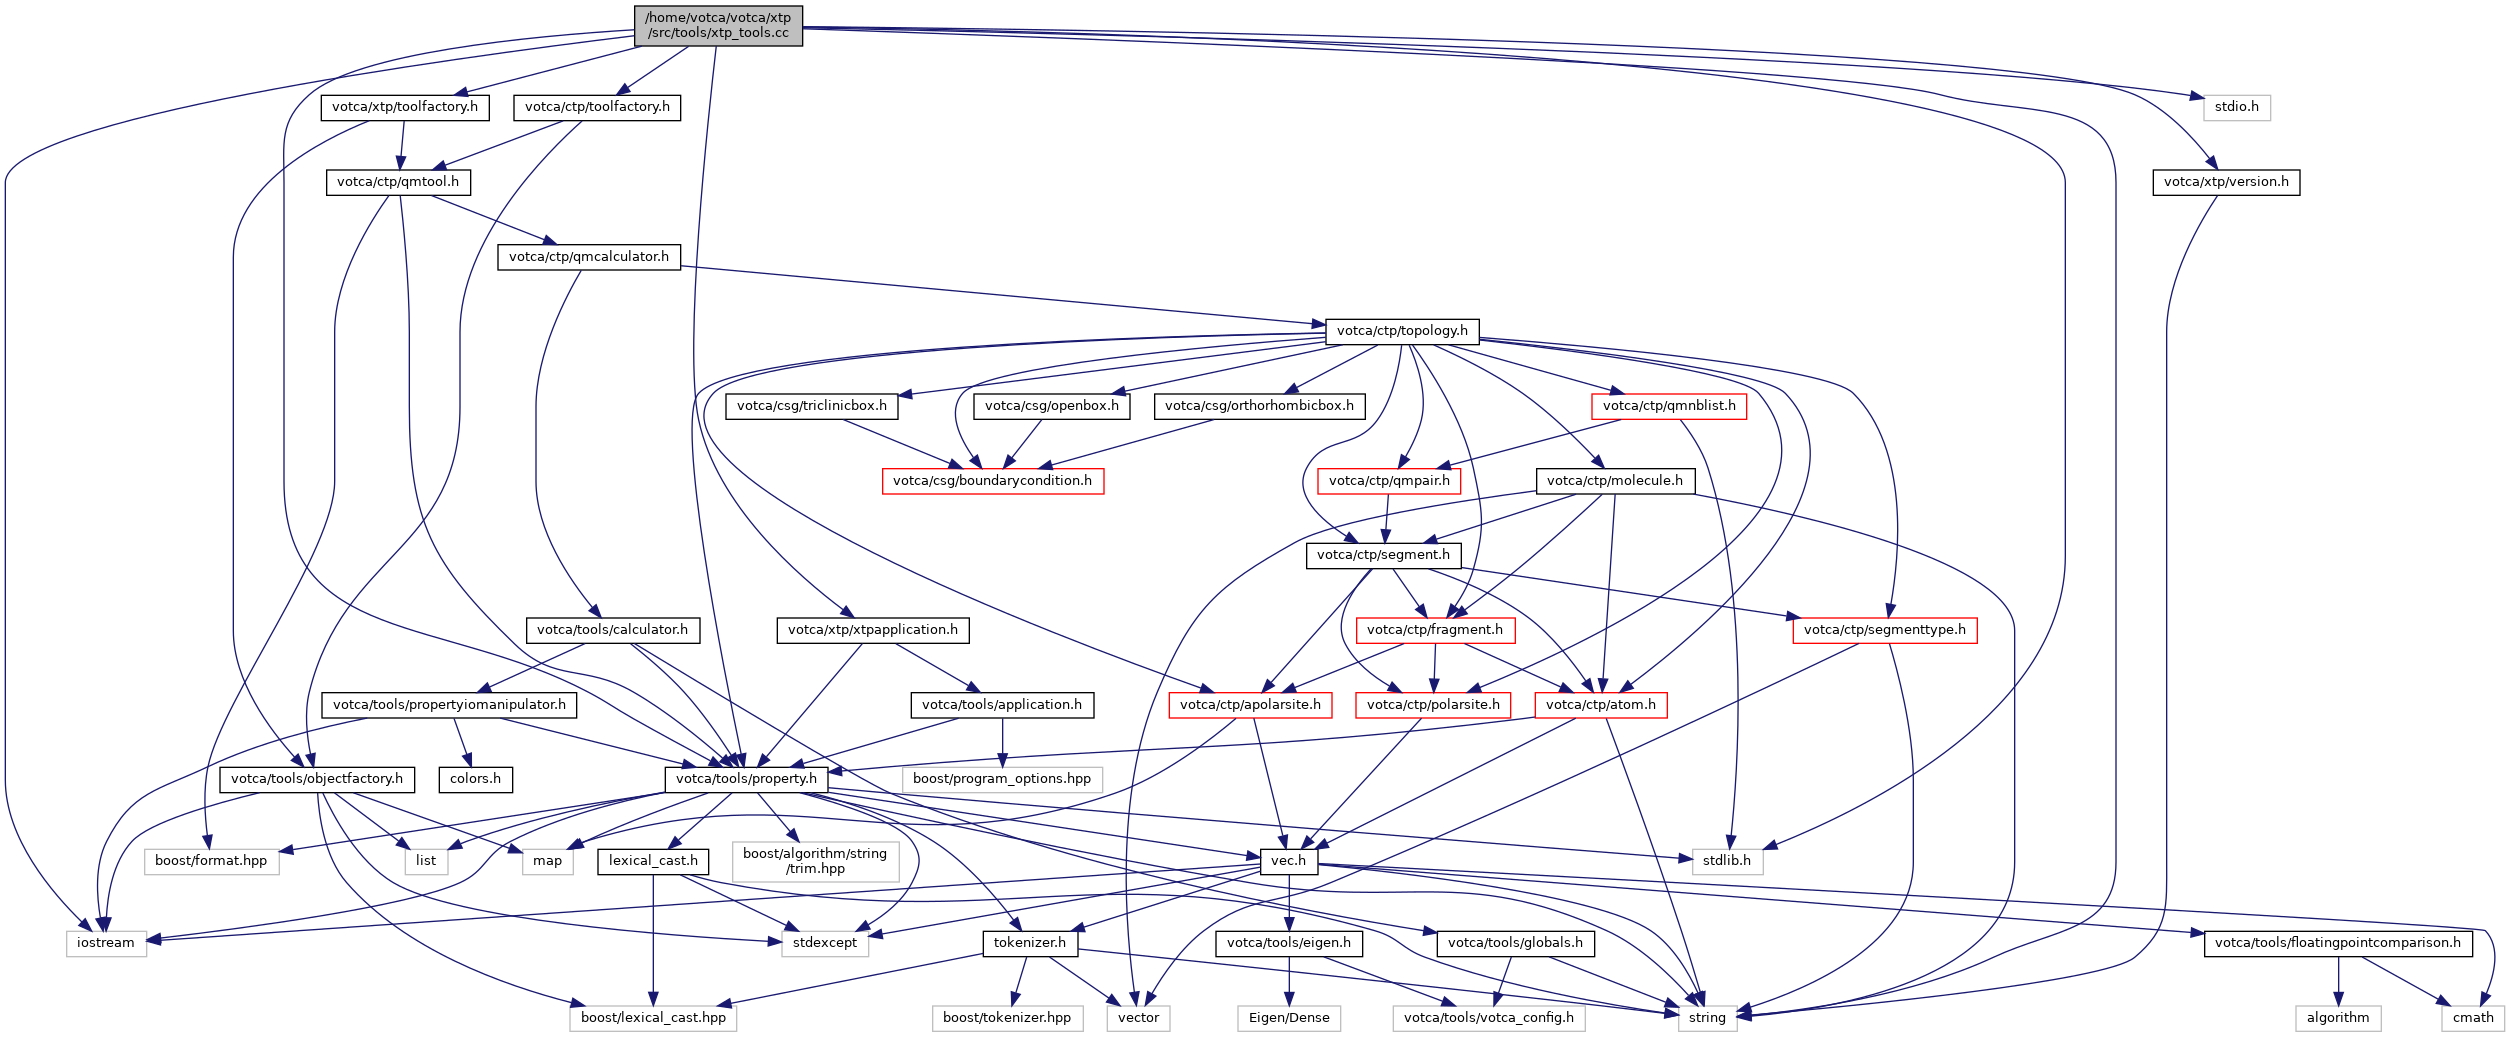 /home/votca/votca/xtp
/src/tools/xtp_tools.cc
votca/xtp/toolfactory.h
votca/ctp/toolfactory.h
stdio.h
votca/ctp/qmtool.h
votca/xtp/version.h
votca/ctp/qmcalculator.h
votca/ctp/topology.h
votca/csg/triclinicbox.h
votca/csg/openbox.h
votca/csg/orthorhombicbox.h
votca/ctp/qmnblist.h
votca/csg/boundarycondition.h
votca/ctp/qmpair.h
votca/ctp/molecule.h
votca/ctp/segment.h
votca/tools/calculator.h
votca/xtp/xtpapplication.h
votca/ctp/fragment.h
votca/ctp/segmenttype.h
votca/tools/propertyiomanipulator.h
votca/tools/application.h
votca/ctp/apolarsite.h
votca/ctp/polarsite.h
votca/ctp/atom.h
votca/tools/objectfactory.h
colors.h
votca/tools/property.h
boost/program_options.hpp
boost/format.hpp
list
map
lexical_cast.h
boost/algorithm/string
/trim.hpp
vec.h
stdlib.h
iostream
stdexcept
tokenizer.h
votca/tools/eigen.h
votca/tools/globals.h
votca/tools/floatingpointcomparison.h
boost/lexical_cast.hpp
boost/tokenizer.hpp
vector
Eigen/Dense
votca/tools/votca_config.h
string
algorithm
cmath